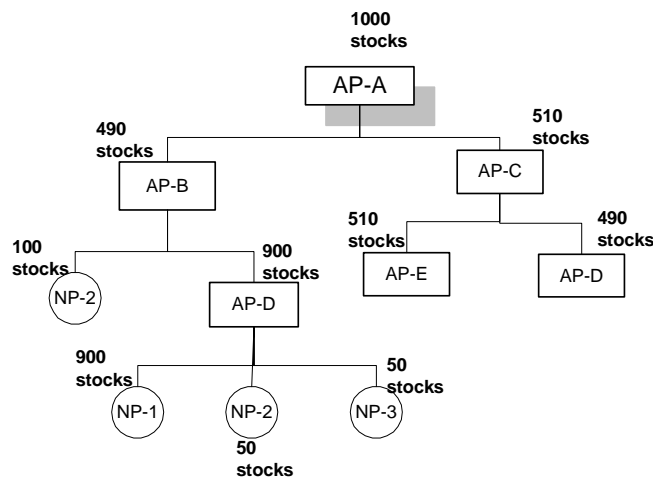 1000
stocks
AP-A
490
stocks
510
stocks
AP-B
AP-C
100
stocks
900
stocks
510
stocks
490
stocks
NP-2
AP-D
AP-E
AP-D
900
stocks
50
stocks
NP-1
NP-2
NP-3
50
stocks